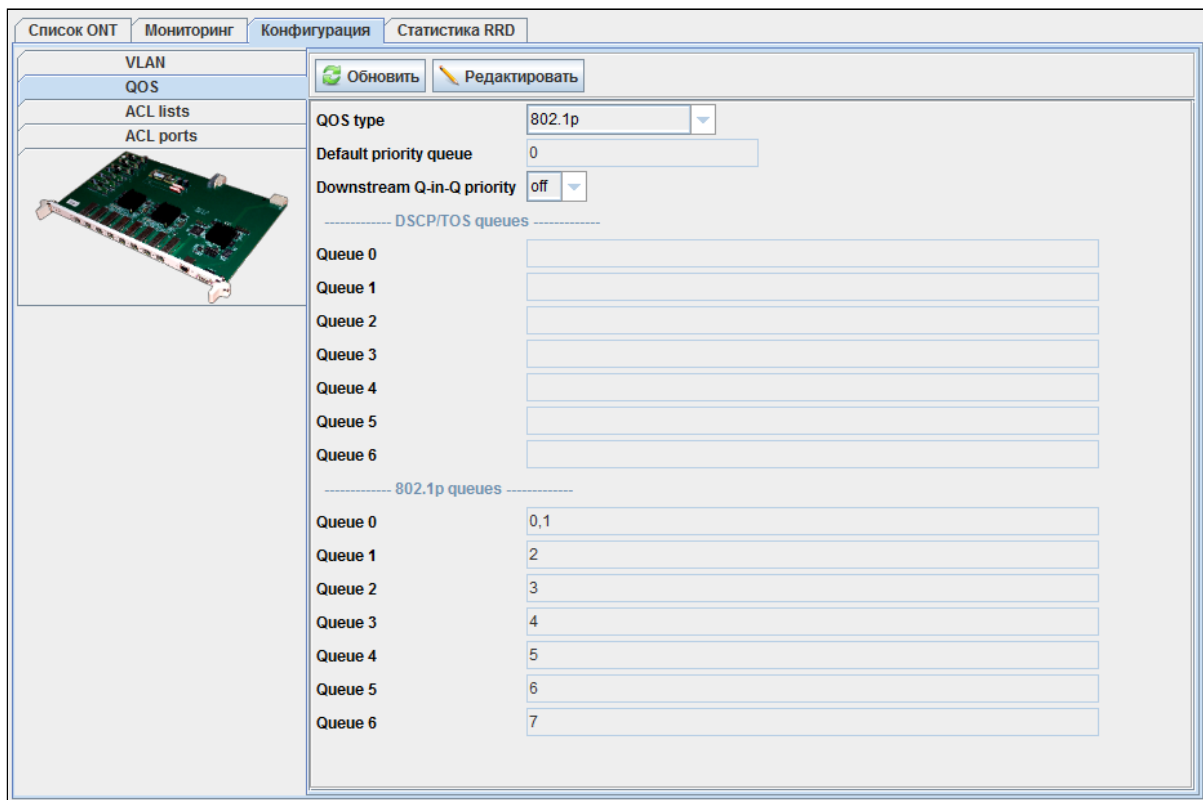 Список ONT Мониторинг Конфигурация Статистика RRD
VLAN
QOS
ACL lists
ACL ports
Обновить Редактировать
QOS type 802.1p
Default priority queue 0
Downstream Q-in-Q priority off
------------- DSCP/TOS queues -------------
Queue 0
Queue 1
Queue 2
Queue 3
Queue 4
Queue 5
Queue 6
------------- 802.1p queues -------------
Queue 0 0,1
Queue 1 2
Queue 2 3
Queue 3 4
Queue 4 5
Queue 5 6
Queue 6 7